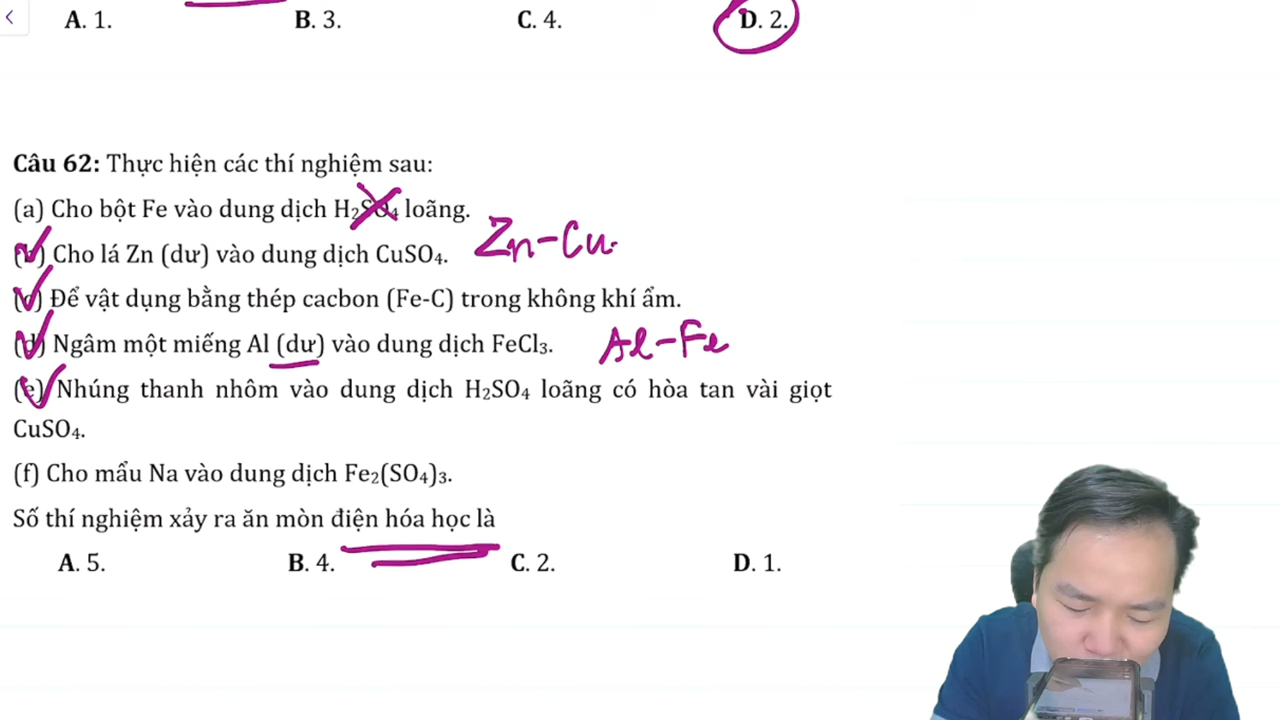 A. 1. B. 3. C. 4. D. 2.
Câu 62: Thực hiện các thí nghiệm sau:
(a) Cho bột Fe vào dung dịch H₂SO₄ loãng.
(b) Cho lá Zn (dư) vào dung dịch CuSO₄. Zn-Cu
(c) Để vật dụng bằng thép cacbon (Fe-C) trong không khí ẩm.
(d) Ngâm một miếng Al (dư) vào dung dịch FeCl₃. Al-Fe
(e) Nhúng thanh nhôm vào dung dịch H₂SO₄ loãng có hòa tan vài giọt
CuSO₄.
(f) Cho mẩu Na vào dung dịch Fe₂(SO₄)₃.
Số thí nghiệm xảy ra ăn mòn điện hóa học là
A. 5. B. 4. C. 2. D. 1.